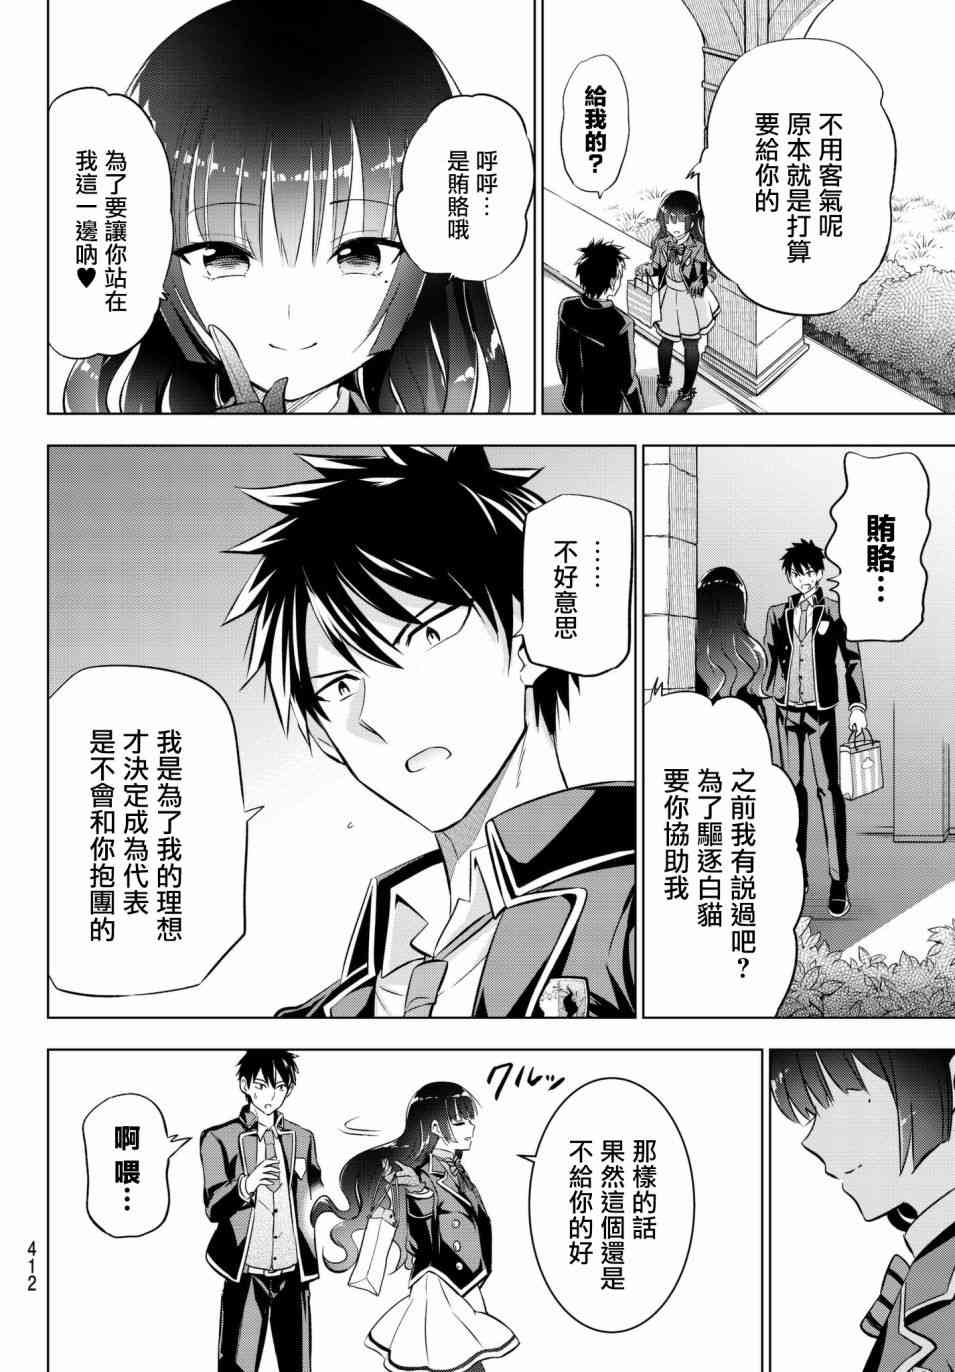 不用客氣呢
原本就是打算
要給你的
給我的？
呼呼…
是賄賂哦
為了要讓你站在
我這一邊吶♥
賄賂…
之前我有説過吧？
為了驅逐白貓
要你協助我
……
不好意思
我是為了我的理想
才決定成為代表
是不會和你抱團的
那樣的話
果然這個還是
不給你的好
クルッ
啊
喂…
412